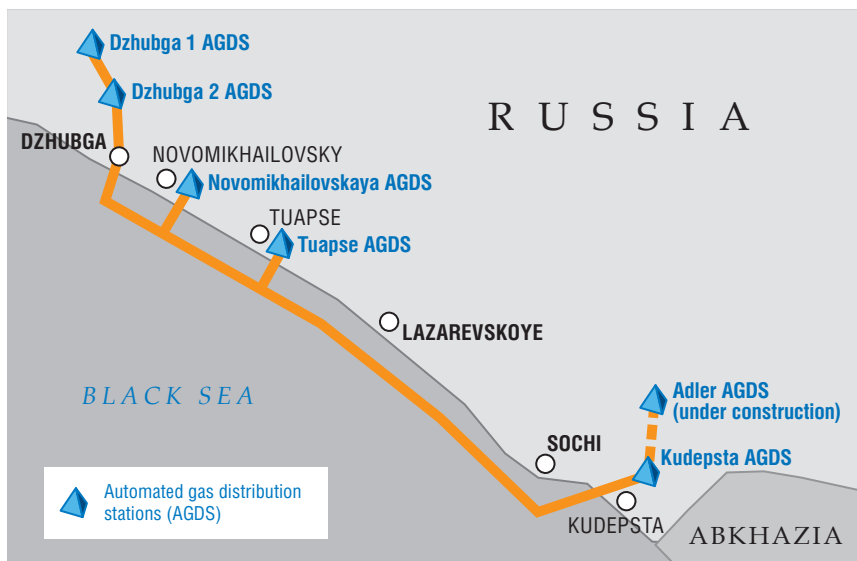 Dzhubga 1 AGDS
Dzhubga 2 AGDS
RUSSIA
DZHUBGA
NOVOMIKHAILOVSKY
Novomikhailovskaya AGDS
TUAPSE
Tuapse AGDS
LAZAREVSKOYE
BLACK SEA
Adler AGDS
(under construction)
SOCHI
Kudepsta AGDS
Automated gas distribution
stations (AGDS)
KUDEPSTA
ABKHAZIA